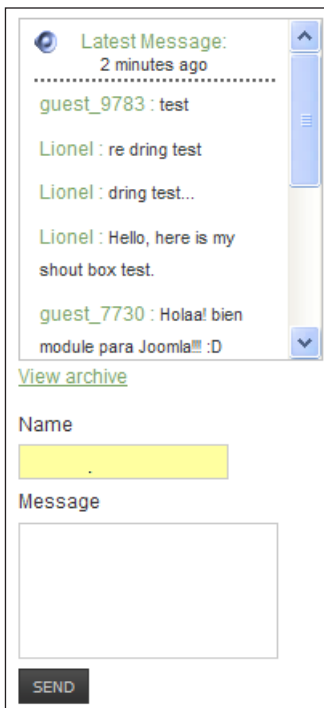 Latest Message:
2 minutes ago
guest_9783 : test
Lionel : re dring test
Lionel : dring test...
Lionel : Hello, here is my
shout box test.
guest_7730 : Holaa! bien
module para Joomla!!! :D
View archive
Name
.
Message
SEND